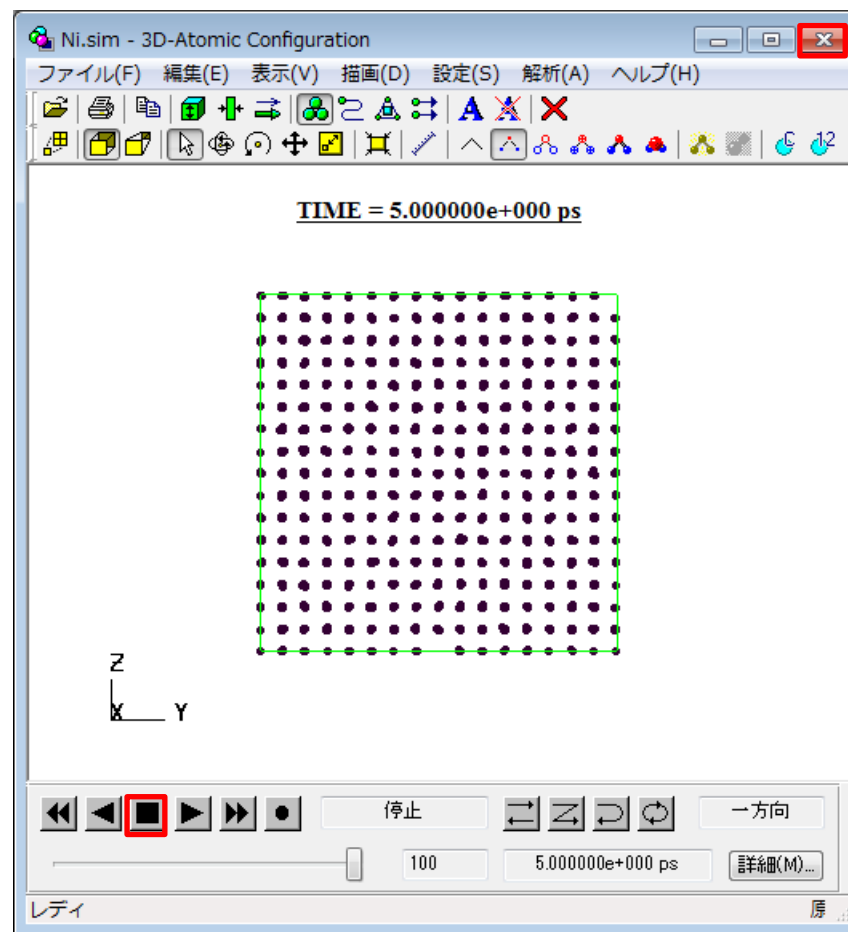 Ni.sim - 3D-Atomic Configuration
ファイル(F) 編集(E) 表示(V) 描画(D) 設定(S) 解析(A) ヘルプ(H)
A
C 12
TIME = 5.000000e+000 ps
Z
X Y
停止 一方向
100 5.000000e+000 ps 詳細(M)...
レディ 原